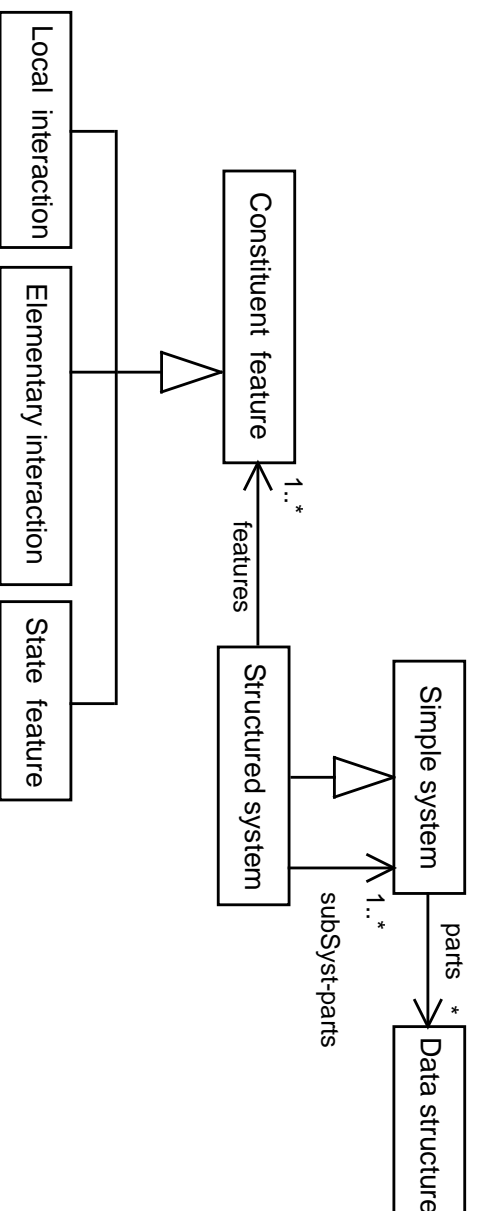 Simple system
parts
*
Data structure
1..*
subSyst-parts
Constituent feature
1..*
features
Structured system
Local interaction
Elementary interaction
State feature